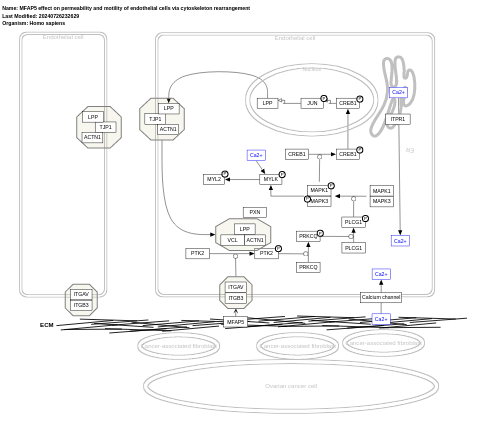 Name: MFAP5 effect on permeability and motility of endothelial cells via cytoskeleton rearrangement
Last Modified: 20240726232629
Organism: Homo sapiens
Endothelial cell
Endothelial cell
Nucleus
Ca2+
LPP
JUN
P
CREB1
P
LPP
TJP1
ACTN1
LPP
TJP1
ACTN1
ITPR1
ER
Ca2+
CREB1
CREB1
P
MYL2
P
MYLK
P
MAPK1
P
MAPK3
P
MAPK1
MAPK3
PXN
PLCG1
P
LPP
VCL
ACTN1
PRKCQ
P
Ca2+
PTK2
PTK2
P
PLCG1
PRKCQ
Ca2+
ITGAV
ITGB3
ITGAV
ITGB3
Calcium channel
ECM
MFAP5
Ca2+
Cancer-associated fibroblast
Cancer-associated fibroblast
Cancer-associated fibroblast
Ovarian cancer cell